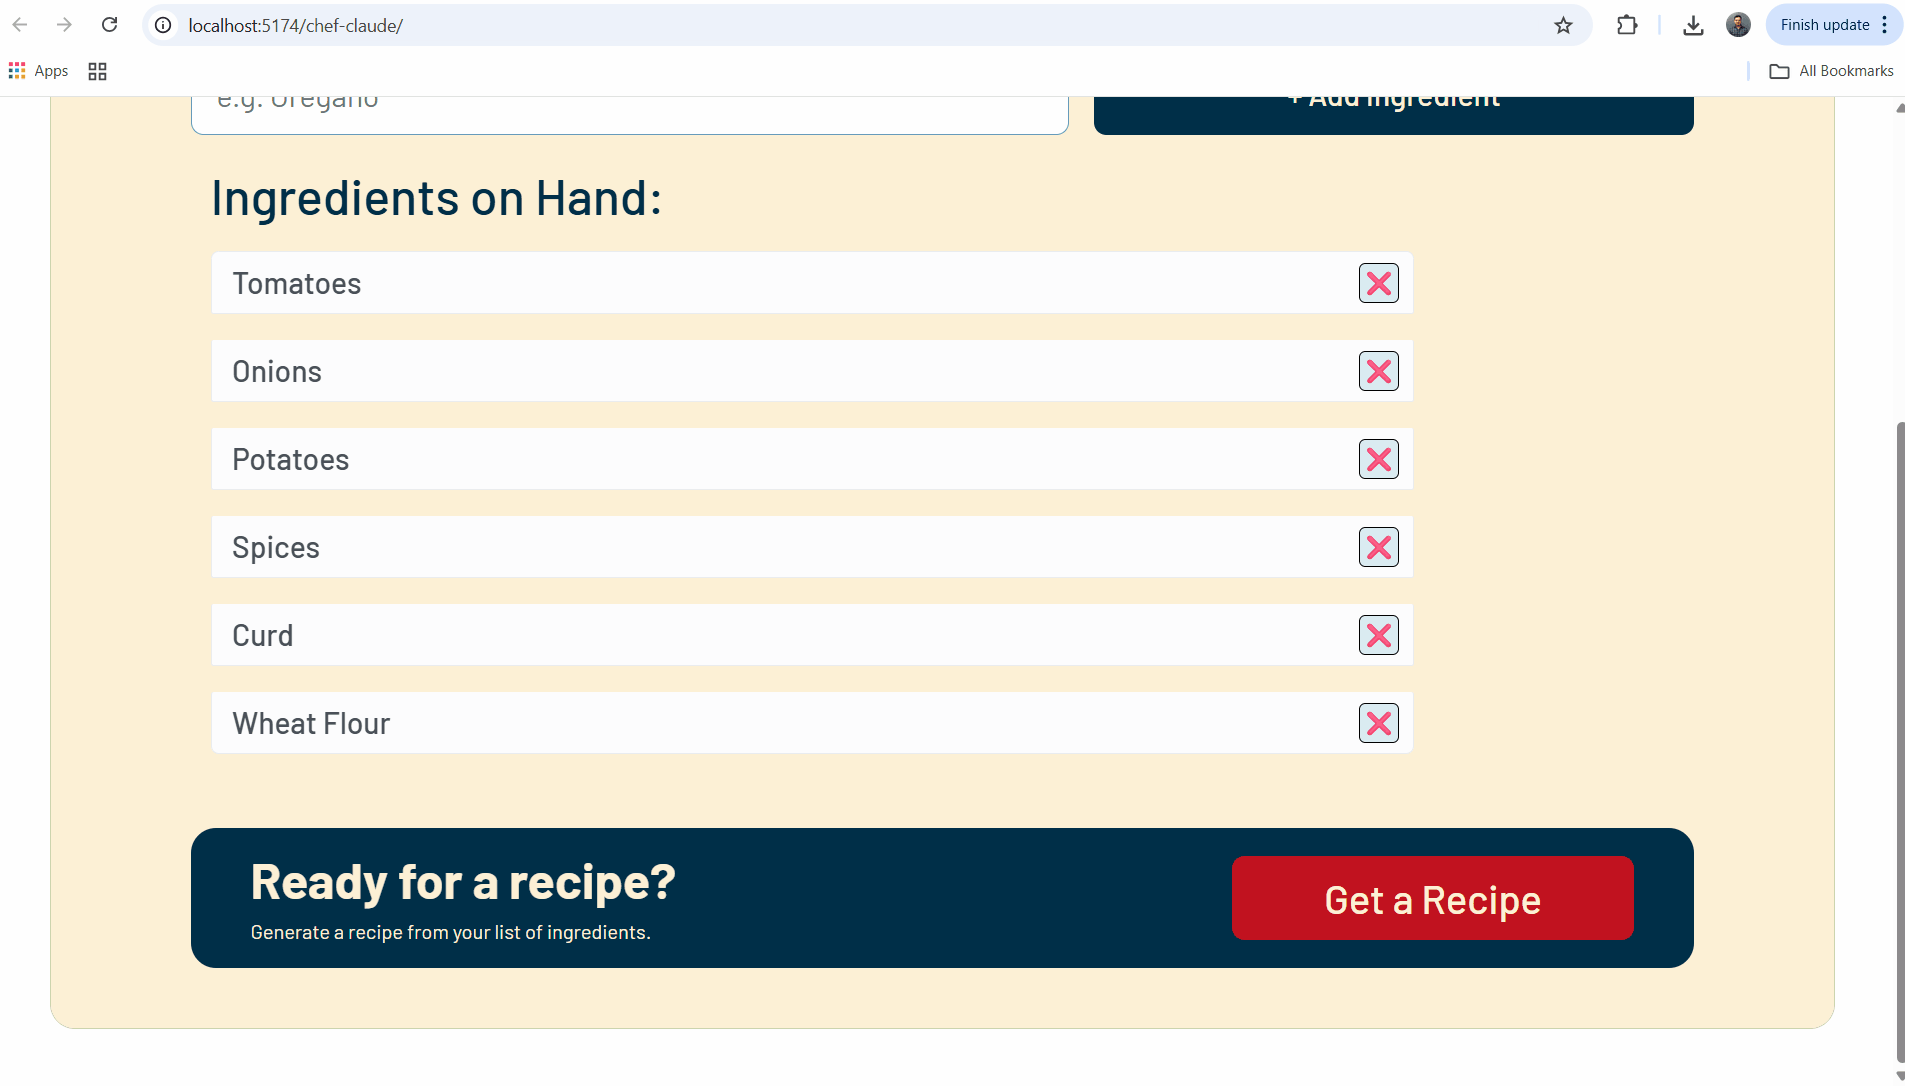 localhost:5174/chef-claude/
Finish update
Apps
All Bookmarks
e.g. Oregano
+ Add Ingredient
Ingredients on Hand:
Tomatoes
Onions
Potatoes
Spices
Curd
Wheat Flour
Ready for a recipe?
Generate a recipe from your list of ingredients.
Get a Recipe